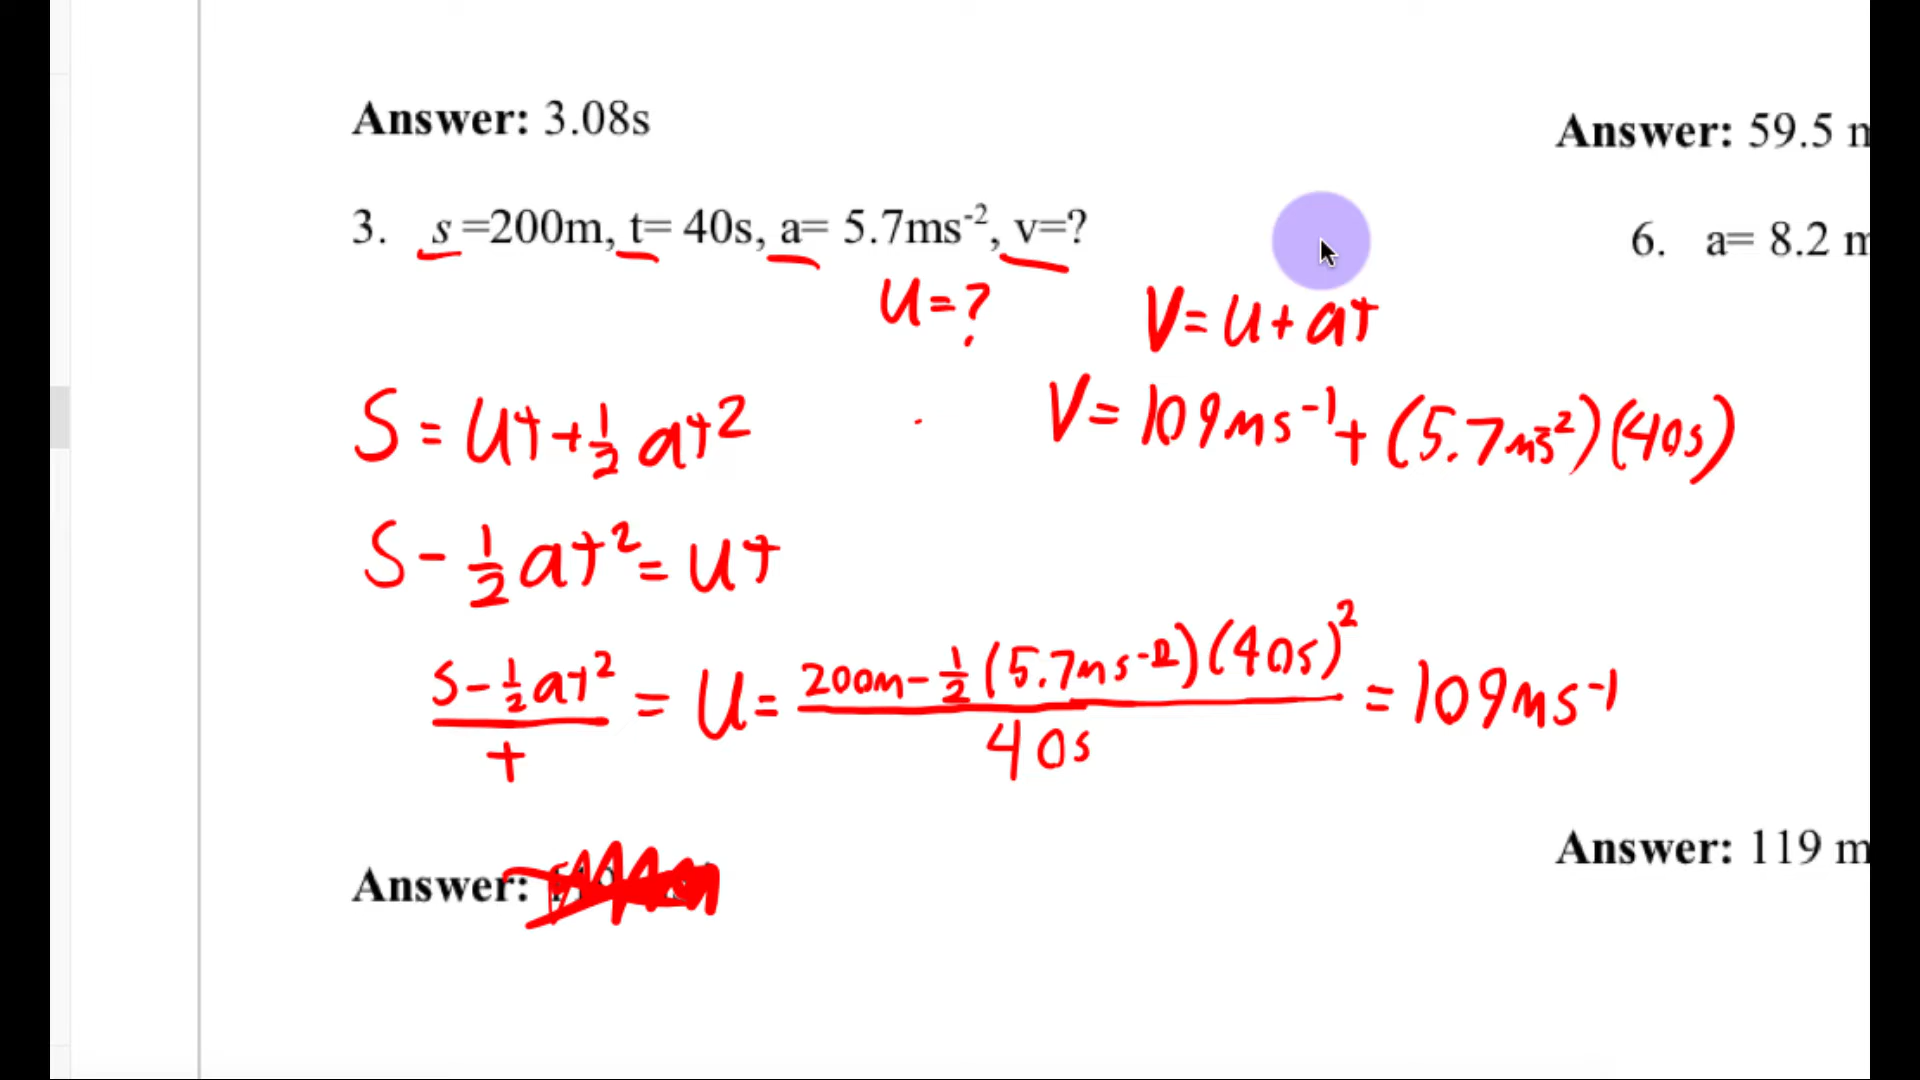 Answer: 3.08s
Answer: 59.5 m
3. s =200m, t= 40s, a= 5.7ms⁻², v=?
6. a= 8.2 m
u=?
V= u+at
S = ut+½at²
V= 109ms⁻¹+(5.7ms⁻²)(40s)
S-½at²= ut
(s-½at²)/t = u= (200m-½(5.7ms⁻²)(40s)²)/40s = 109ms⁻¹
Answer: 119 m
Answer: